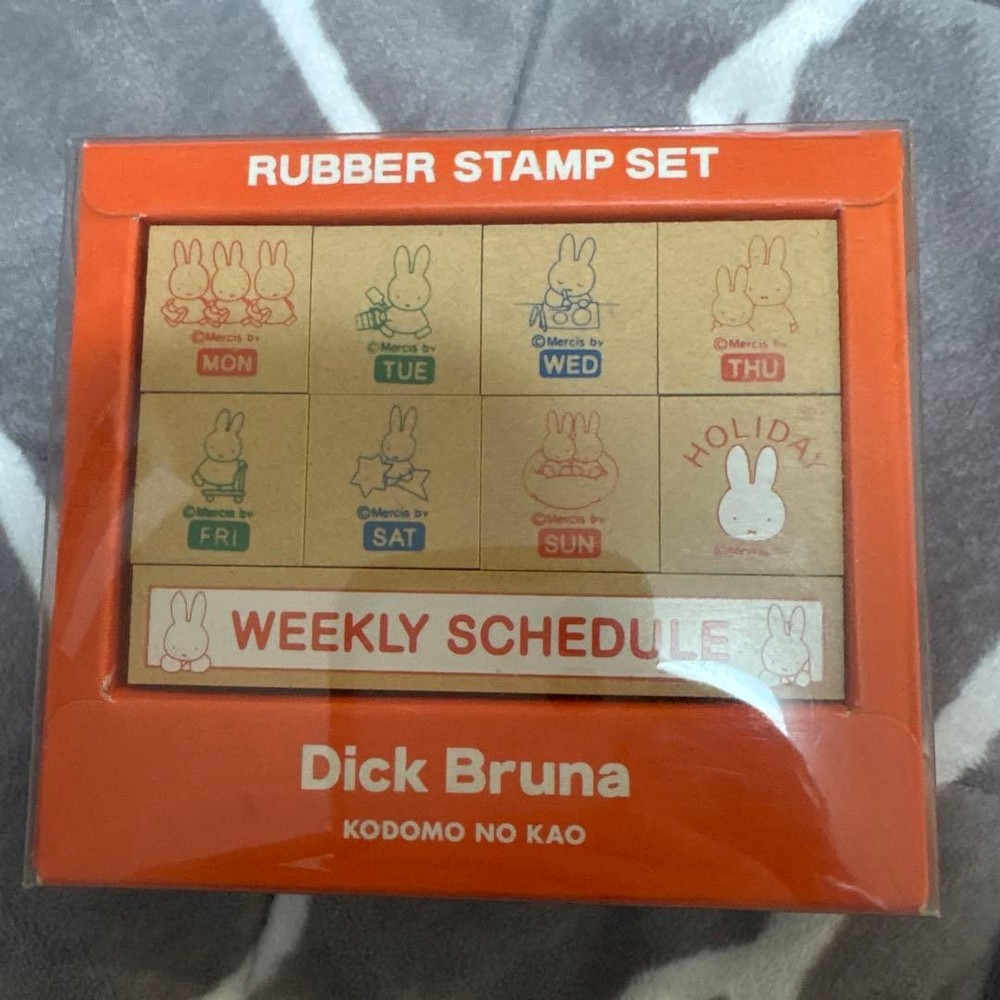 RUBBER STAMP SET
©Mercis bv
MON
©Mercis bv
TUE
©Mercis bv
WED
©Mercis bv
THU
©Mercis bv
FRI
©Mercis bv
SAT
©Mercis bv
SUN
HOLIDAY
WEEKLY SCHEDULE
Dick Bruna
KODOMO NO KAO